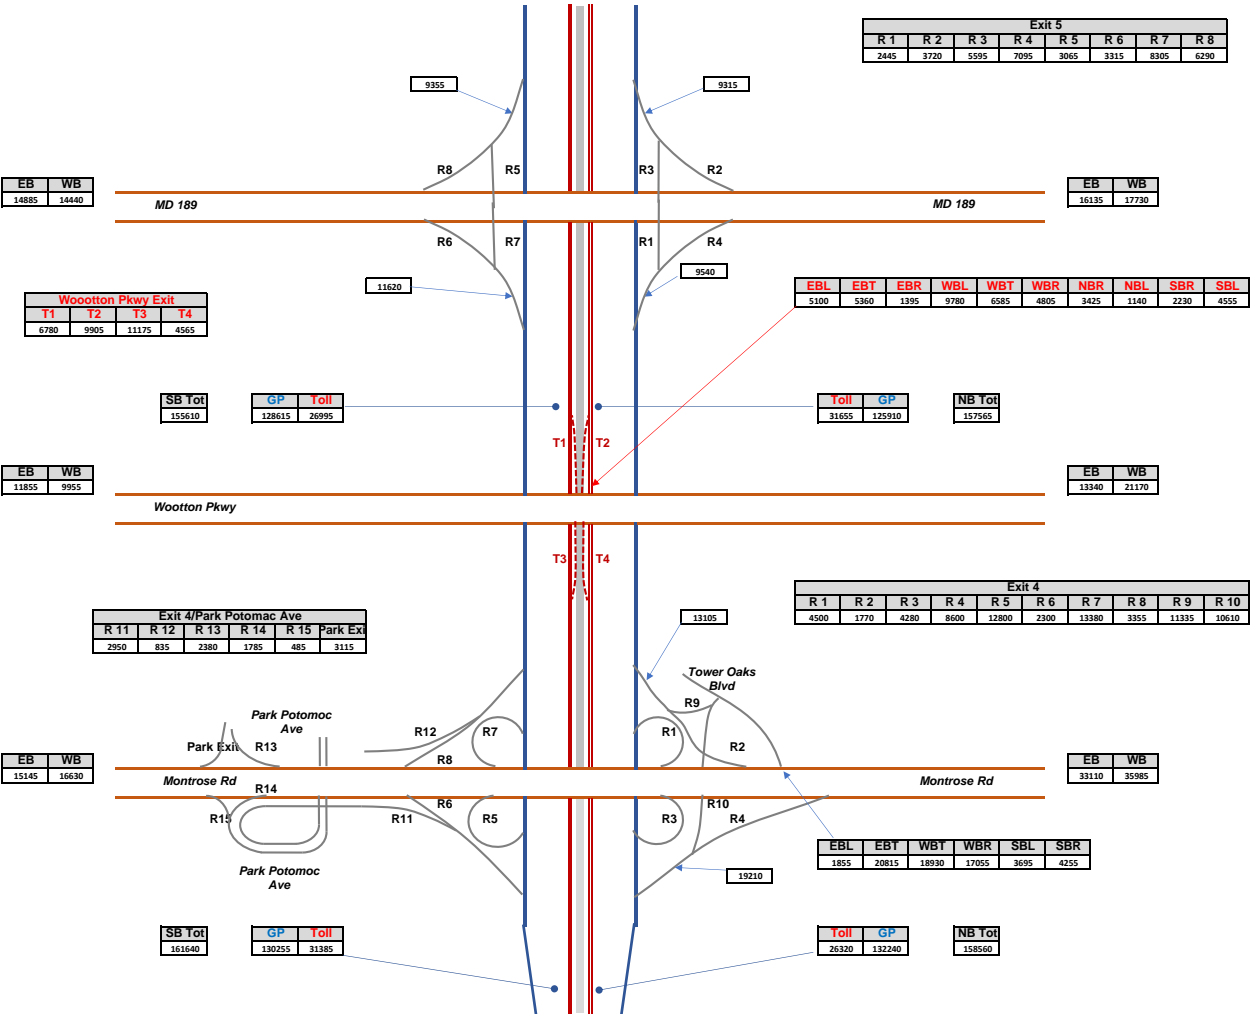 Exit 5
R 1 R 2 R 3 R 4 R 5 R 6 R 7 R 8
2445 3720 5595 7095 3065 3315 8305 6290
9355
9315
R8 R5 R3 R2
EB WB
14885 14440
EB WB
16135 17730
MD 189 MD 189
R6 R7 R1 R4
11620
9540
Woootton Pkwy Exit
T1 T2 T3 T4
6780 9905 11175 4565
EBL EBT EBR WBL WBT WBR NBR NBL SBR SBL
5100 5360 1395 9780 6585 4805 3425 1140 2230 4555
SB Tot
155610
GP Toll
128615 26995
Toll GP
31655 125910
NB Tot
157565
T1 T2
EB WB
11855 9955
EB WB
13340 21170
Wootton Pkwy
T3 T4
Exit 4/Park Potomac Ave
R 11 R 12 R 13 R 14 R 15 Park Exi
2950 835 2380 1785 485 3115
Exit 4
R 1 R 2 R 3 R 4 R 5 R 6 R 7 R 8 R 9 R 10
4500 1770 4280 8600 12800 2300 13380 3355 11335 10610
13105
Tower Oaks
Blvd
R9
Park Potomoc
Ave
R12 R7 R1 R2
Park Exit R13
R8
EB WB
15145 16630
EB WB
33110 35985
Montrose Rd Montrose Rd
R14
R15 R11 R6 R5 R3 R10 R4
EBL EBT WBT WBR SBL SBR
1855 20815 18930 17055 3695 4255
Park Potomoc
Ave
19210
SB Tot
161640
GP Toll
130255 31385
Toll GP
26320 132240
NB Tot
158560